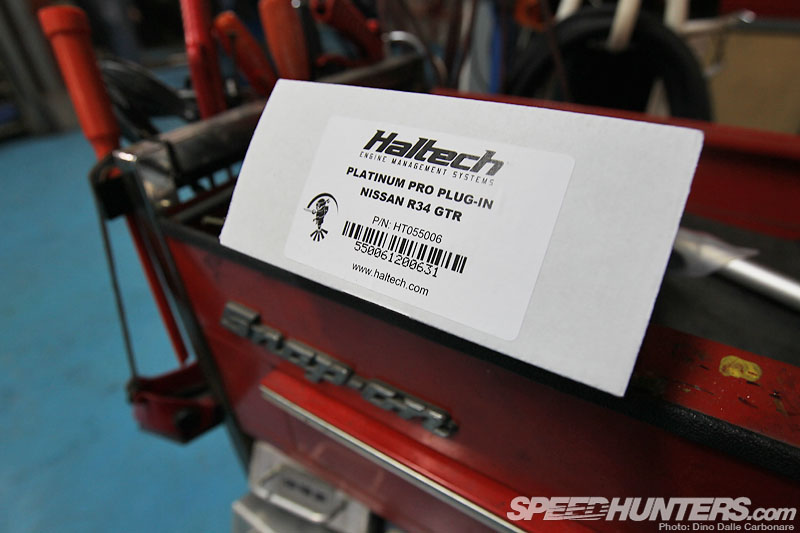 Haltech
ENGINE MANAGEMENT SYSTEMS
PLATINUM PRO PLUG-IN
NISSAN R34 GTR
P/N: HT055006
550061200631
www.haltech.com
Snap-on
SPEEDHUNTERS.com
Photo: Dino Dalle Carbonare